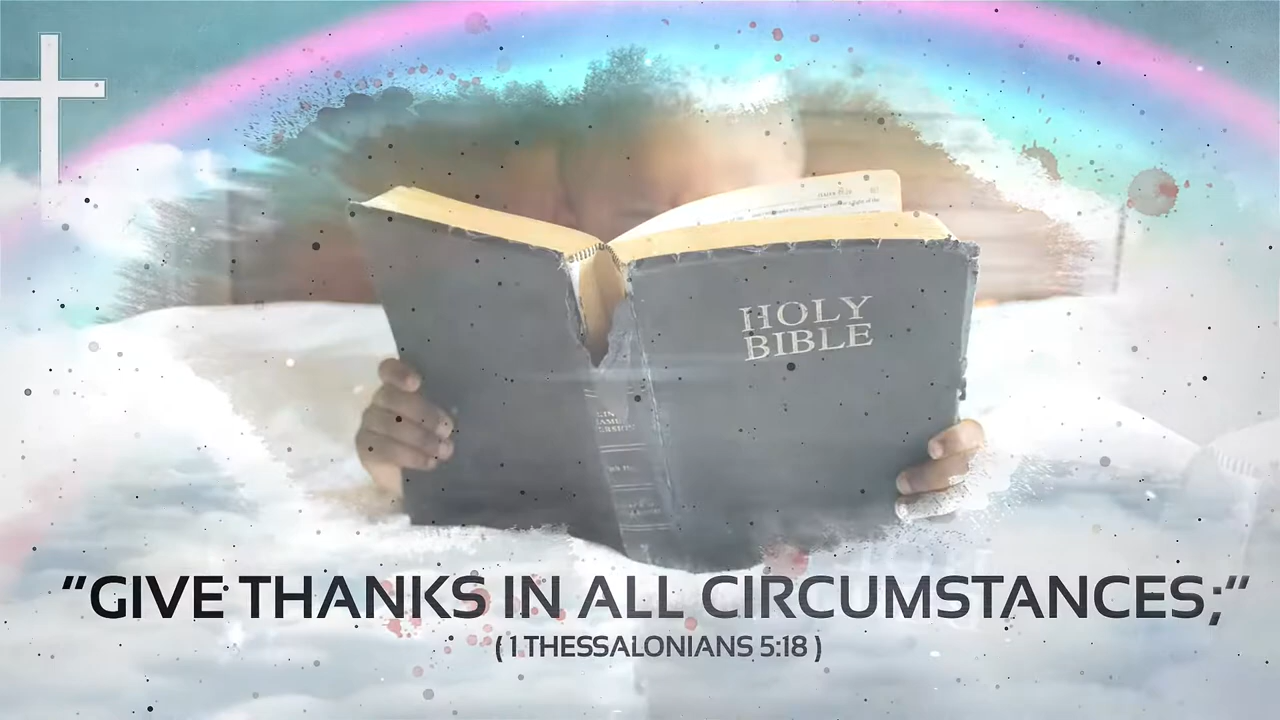 HOLY
BIBLE
“GIVE THANKS IN ALL CIRCUMSTANCES;“
( 1 THESSALONIANS 5:18 )